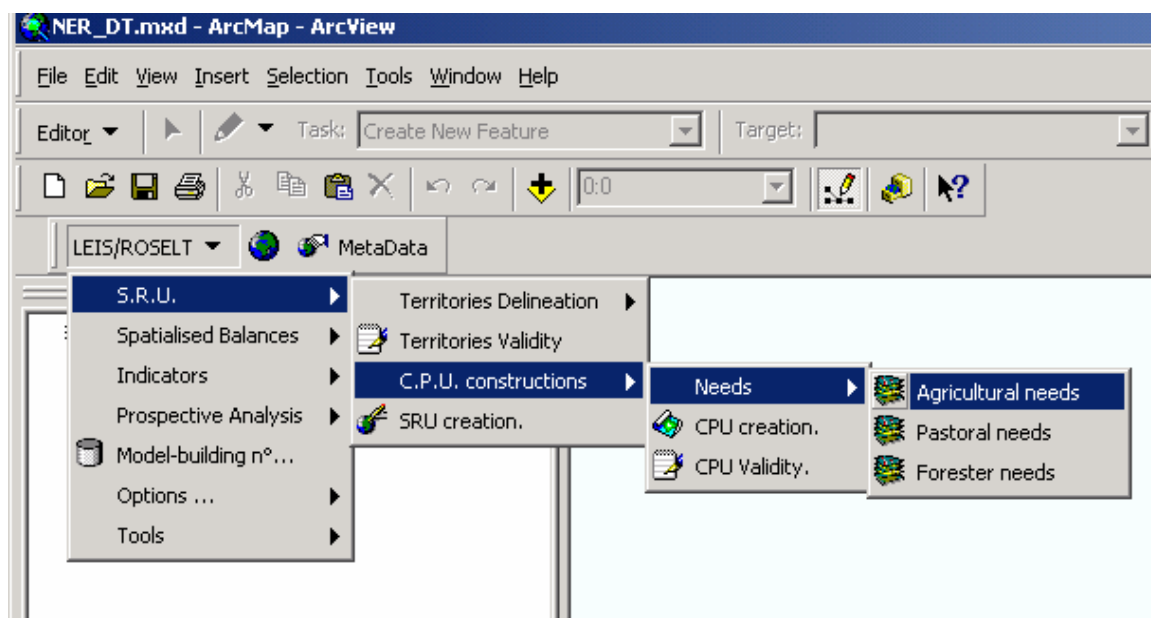 NER_DT.mxd - ArcMap - ArcView
File Edit View Insert Selection Tools Window Help
Editor Task: Create New Feature Target:
0:0
LEIS/ROSELT MetaData
S.R.U.
Spatialised Balances
Indicators
Prospective Analysis
Model-building n°...
Options ...
Tools
Territories Delineation
Territories Validity
C.P.U. constructions
SRU creation.
Needs
CPU creation.
CPU Validity.
Agricultural needs
Pastoral needs
Forester needs